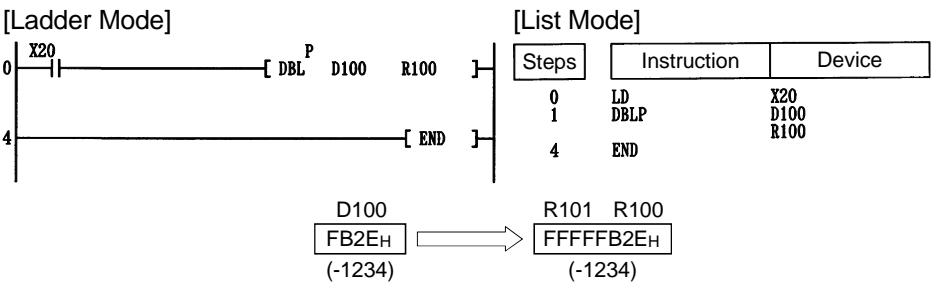 [Ladder Mode]
X20
0
P
[ DBL D100 R100 ]
4
[ END ]
[List Mode]
Steps Instruction Device
0 LD X20
1 DBLP D100
R100
4 END
D100 R101 R100
FB2EH FFFFFB2EH
(-1234) (-1234)